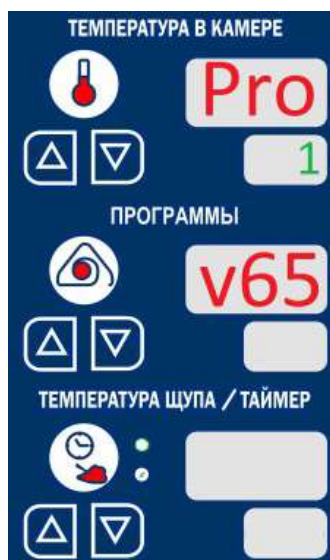 ТЕМПЕРАТУРА В КАМЕРЕ
Pro
1
ПРОГРАММЫ
v65
ТЕМПЕРАТУРА ЩУПА / ТАЙМЕР